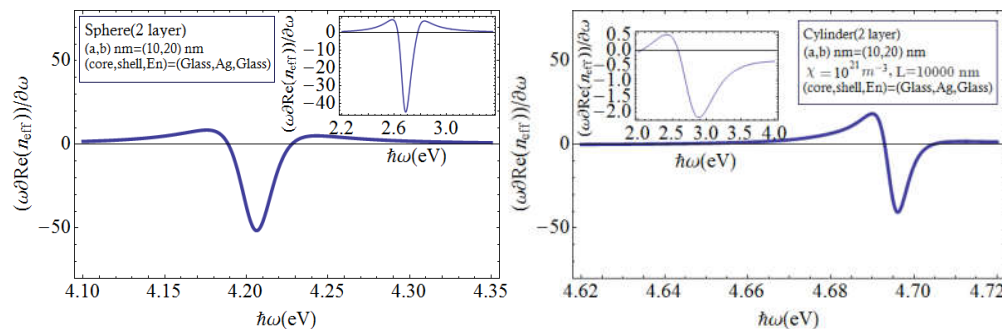 Sphere(2 layer)
(a,b) nm=(10,20) nm
(core,shell,En)=(Glass,Ag,Glass)
(ω∂Re(n_eff))/∂ω
50
0
−50
4.10 4.15 4.20 4.25 4.30 4.35
ℏω(eV)
(ω∂Re(n_eff))/∂ω
0
−10
−20
−30
−40
2.2 2.6 3.0
ℏω(eV)
Cylinder(2 layer)
(a,b) nm=(10,20) nm
χ=10^21 m^−3, L=10000 nm
(core,shell,En)=(Glass,Ag,Glass)
(ω∂Re(n_eff))/∂ω
50
0
−50
4.62 4.64 4.66 4.68 4.70 4.72
ℏω(eV)
(ω∂Re(n_eff))/∂ω
0.5
0.0
−0.5
−1.0
−1.5
−2.0
2.0 2.5 3.0 3.5 4.0
ℏω(eV)